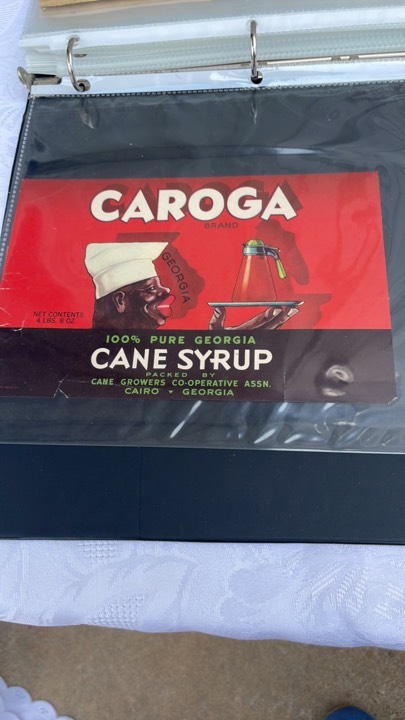 CAROGA
BRAND
GEORGIA
NET CONTENTS
4 LBS. 8 OZ.
100% PURE GEORGIA
CANE SYRUP
PACKED BY
CANE GROWERS CO-OPERATIVE ASSN.
CAIRO - GEORGIA